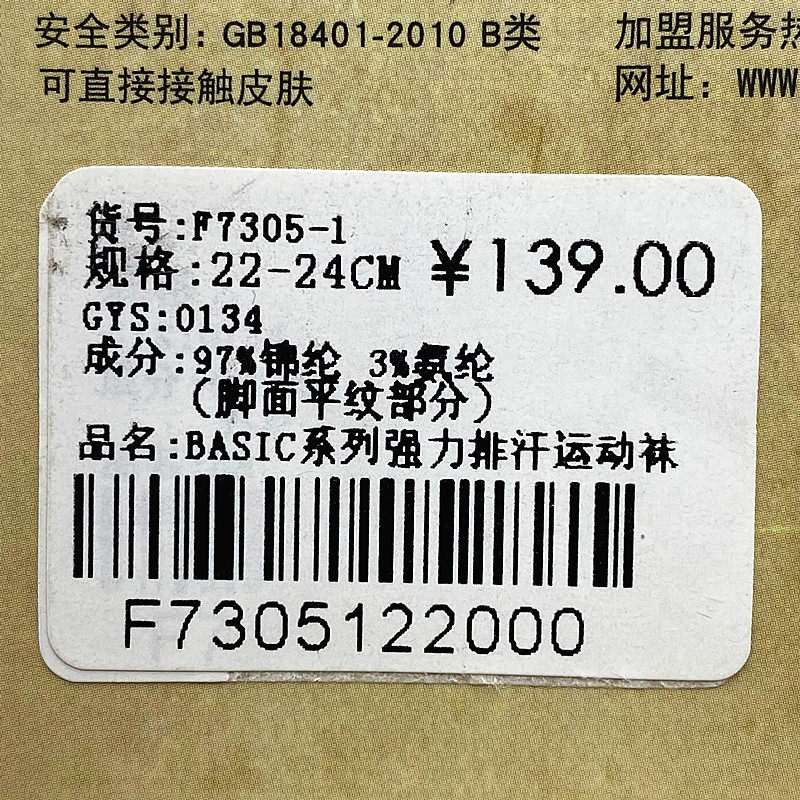 安全类别: GB18401-2010 B类
可直接接触皮肤
加盟服务热
网址: WWW
货号:F7305-1
规格:22-24CM
¥139.00
GYS:0134
成分:97%锦纶 3%氨纶
(脚面平纹部分)
品名:BASIC系列强力排汗运动袜
F7305122000